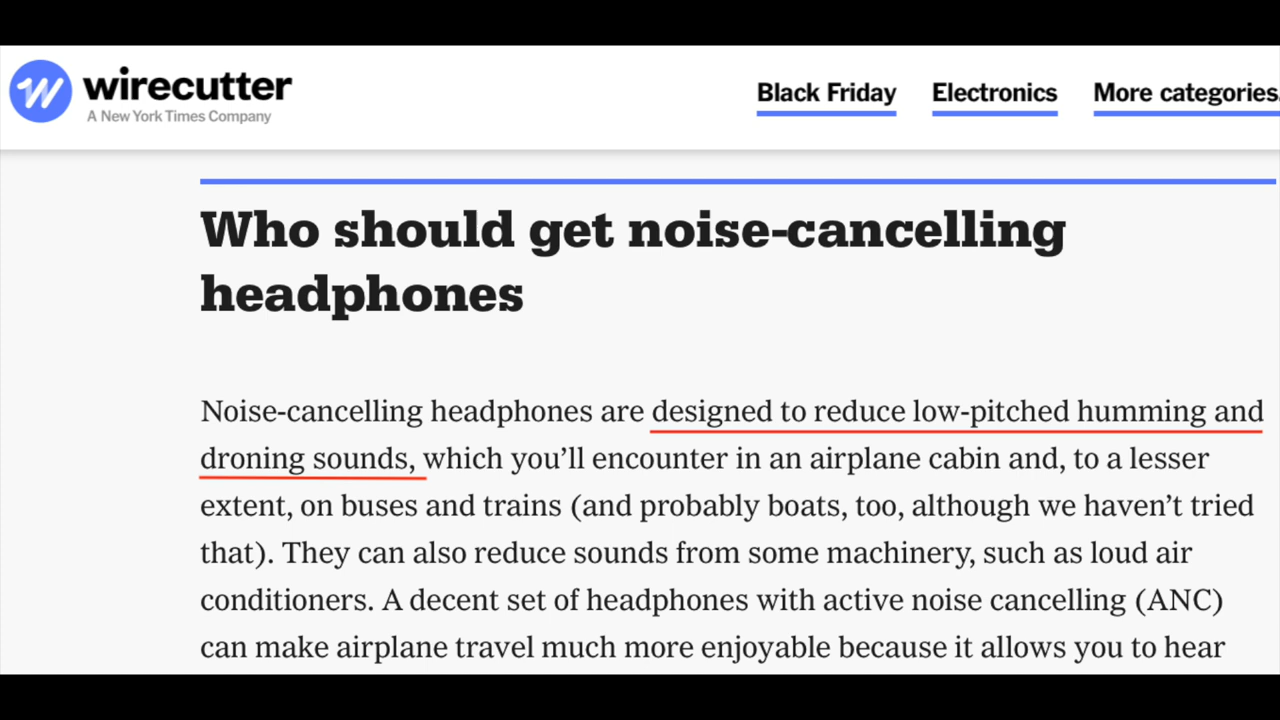 wirecutter
A New York Times Company
Black Friday
Electronics
More categories
Who should get noise-cancelling
headphones
Noise-cancelling headphones are designed to reduce low-pitched humming and
droning sounds, which you’ll encounter in an airplane cabin and, to a lesser
extent, on buses and trains (and probably boats, too, although we haven’t tried
that). They can also reduce sounds from some machinery, such as loud air
conditioners. A decent set of headphones with active noise cancelling (ANC)
can make airplane travel much more enjoyable because it allows you to hear